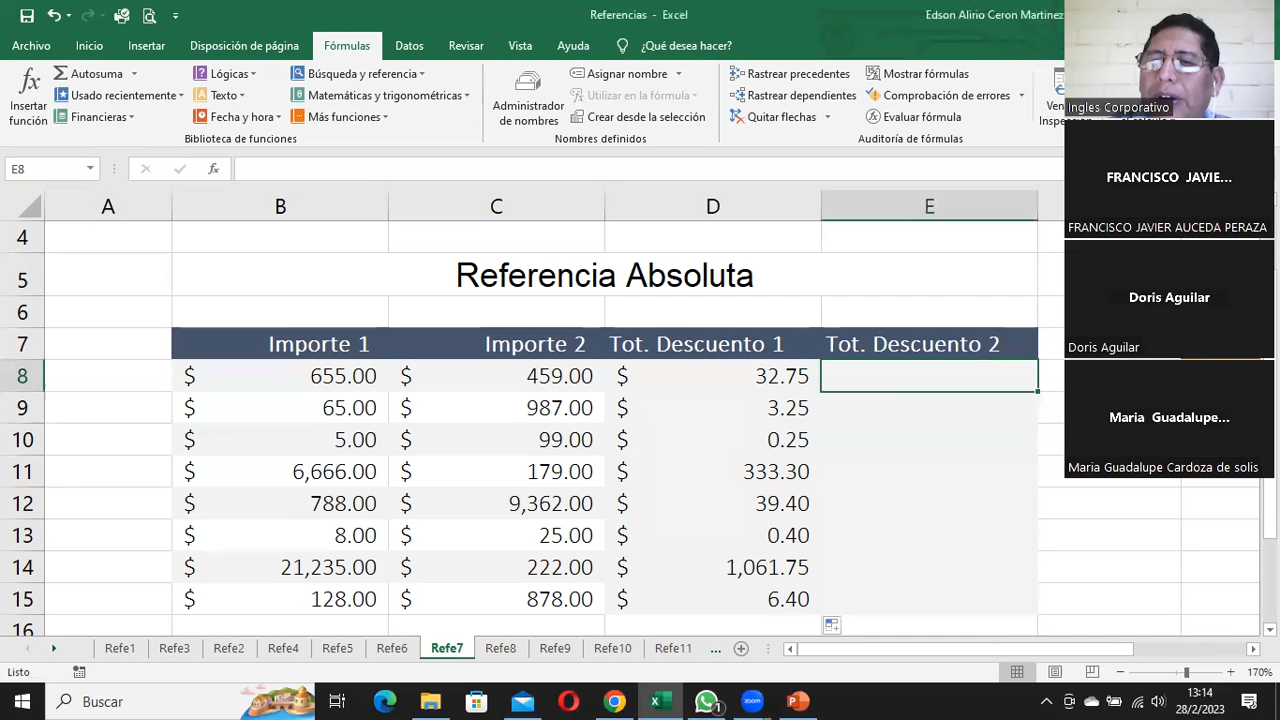 Referencias - Excel
Edson Alirio Ceron Martinez
Archivo Inicio Insertar Disposición de página Fórmulas Datos Revisar Vista Ayuda ¿Qué desea hacer?
Insertar función
Autosuma
Usado recientemente
Financieras
Lógicas
Texto
Fecha y hora
Búsqueda y referencia
Matemáticas y trigonométricas
Más funciones
Biblioteca de funciones
Administrador de nombres
Asignar nombre
Utilizar en la fórmula
Crear desde la selección
Nombres definidos
Rastrear precedentes
Rastrear dependientes
Quitar flechas
Mostrar fórmulas
Comprobación de errores
Evaluar fórmula
Auditoría de fórmulas
E8
fx
A B C D E
4
5 Referencia Absoluta
6
7 Importe 1 Importe 2 Tot. Descuento 1 Tot. Descuento 2
8 $ 655.00 $ 459.00 $ 32.75
9 $ 65.00 $ 987.00 $ 3.25
10 $ 5.00 $ 99.00 $ 0.25
11 $ 6,666.00 $ 179.00 $ 333.30
12 $ 788.00 $ 9,362.00 $ 39.40
13 $ 8.00 $ 25.00 $ 0.40
14 $ 21,235.00 $ 222.00 $ 1,061.75
15 $ 128.00 $ 878.00 $ 6.40
16
Refe1 Refe3 Refe2 Refe4 Refe5 Refe6 Refe7 Refe8 Refe9 Refe10 Refe11 ...
Listo
170%
Buscar
13:14
28/2/2023
Ingles Corporativo
FRANCISCO JAVIE...
FRANCISCO JAVIER AUCEDA PERAZA
Doris Aguilar
Doris Aguilar
Maria Guadalupe...
Maria Guadalupe Cardoza de solis